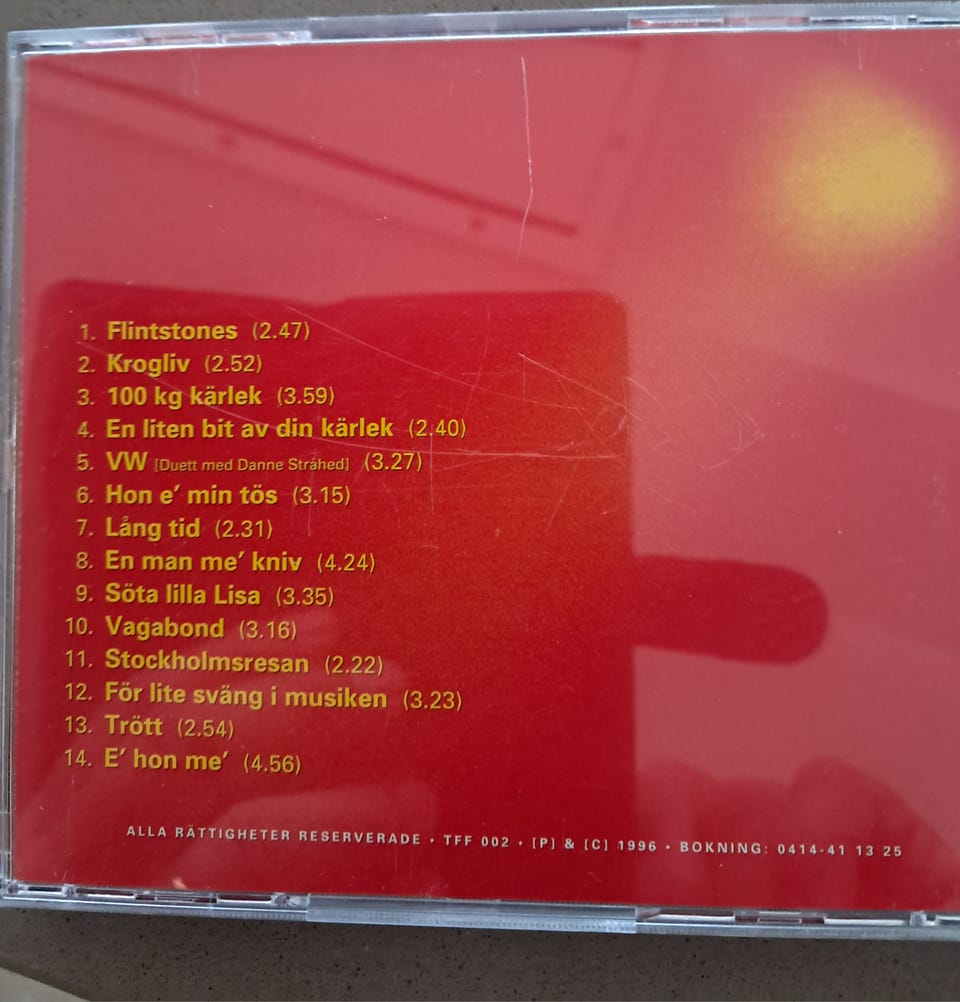 1. Flintstones (2.47)
2. Krogliv (2.52)
3. 100 kg kärlek (3.59)
4. En liten bit av din kärlek (2.40)
5. VW [Duett med Danne Stråhed] (3.27)
6. Hon e’ min tös (3.15)
7. Lång tid (2.31)
8. En man me’ kniv (4.24)
9. Söta lilla Lisa (3.35)
10. Vagabond (3.16)
11. Stockholmsresan (2.22)
12. För lite sväng i musiken (3.23)
13. Trött (2.54)
14. E’ hon me’ (4.56)
ALLA RÄTTIGHETER RESERVERADE • TFF 002 • [P] & [C] 1996 • BOKNING: 0414-41 13 25